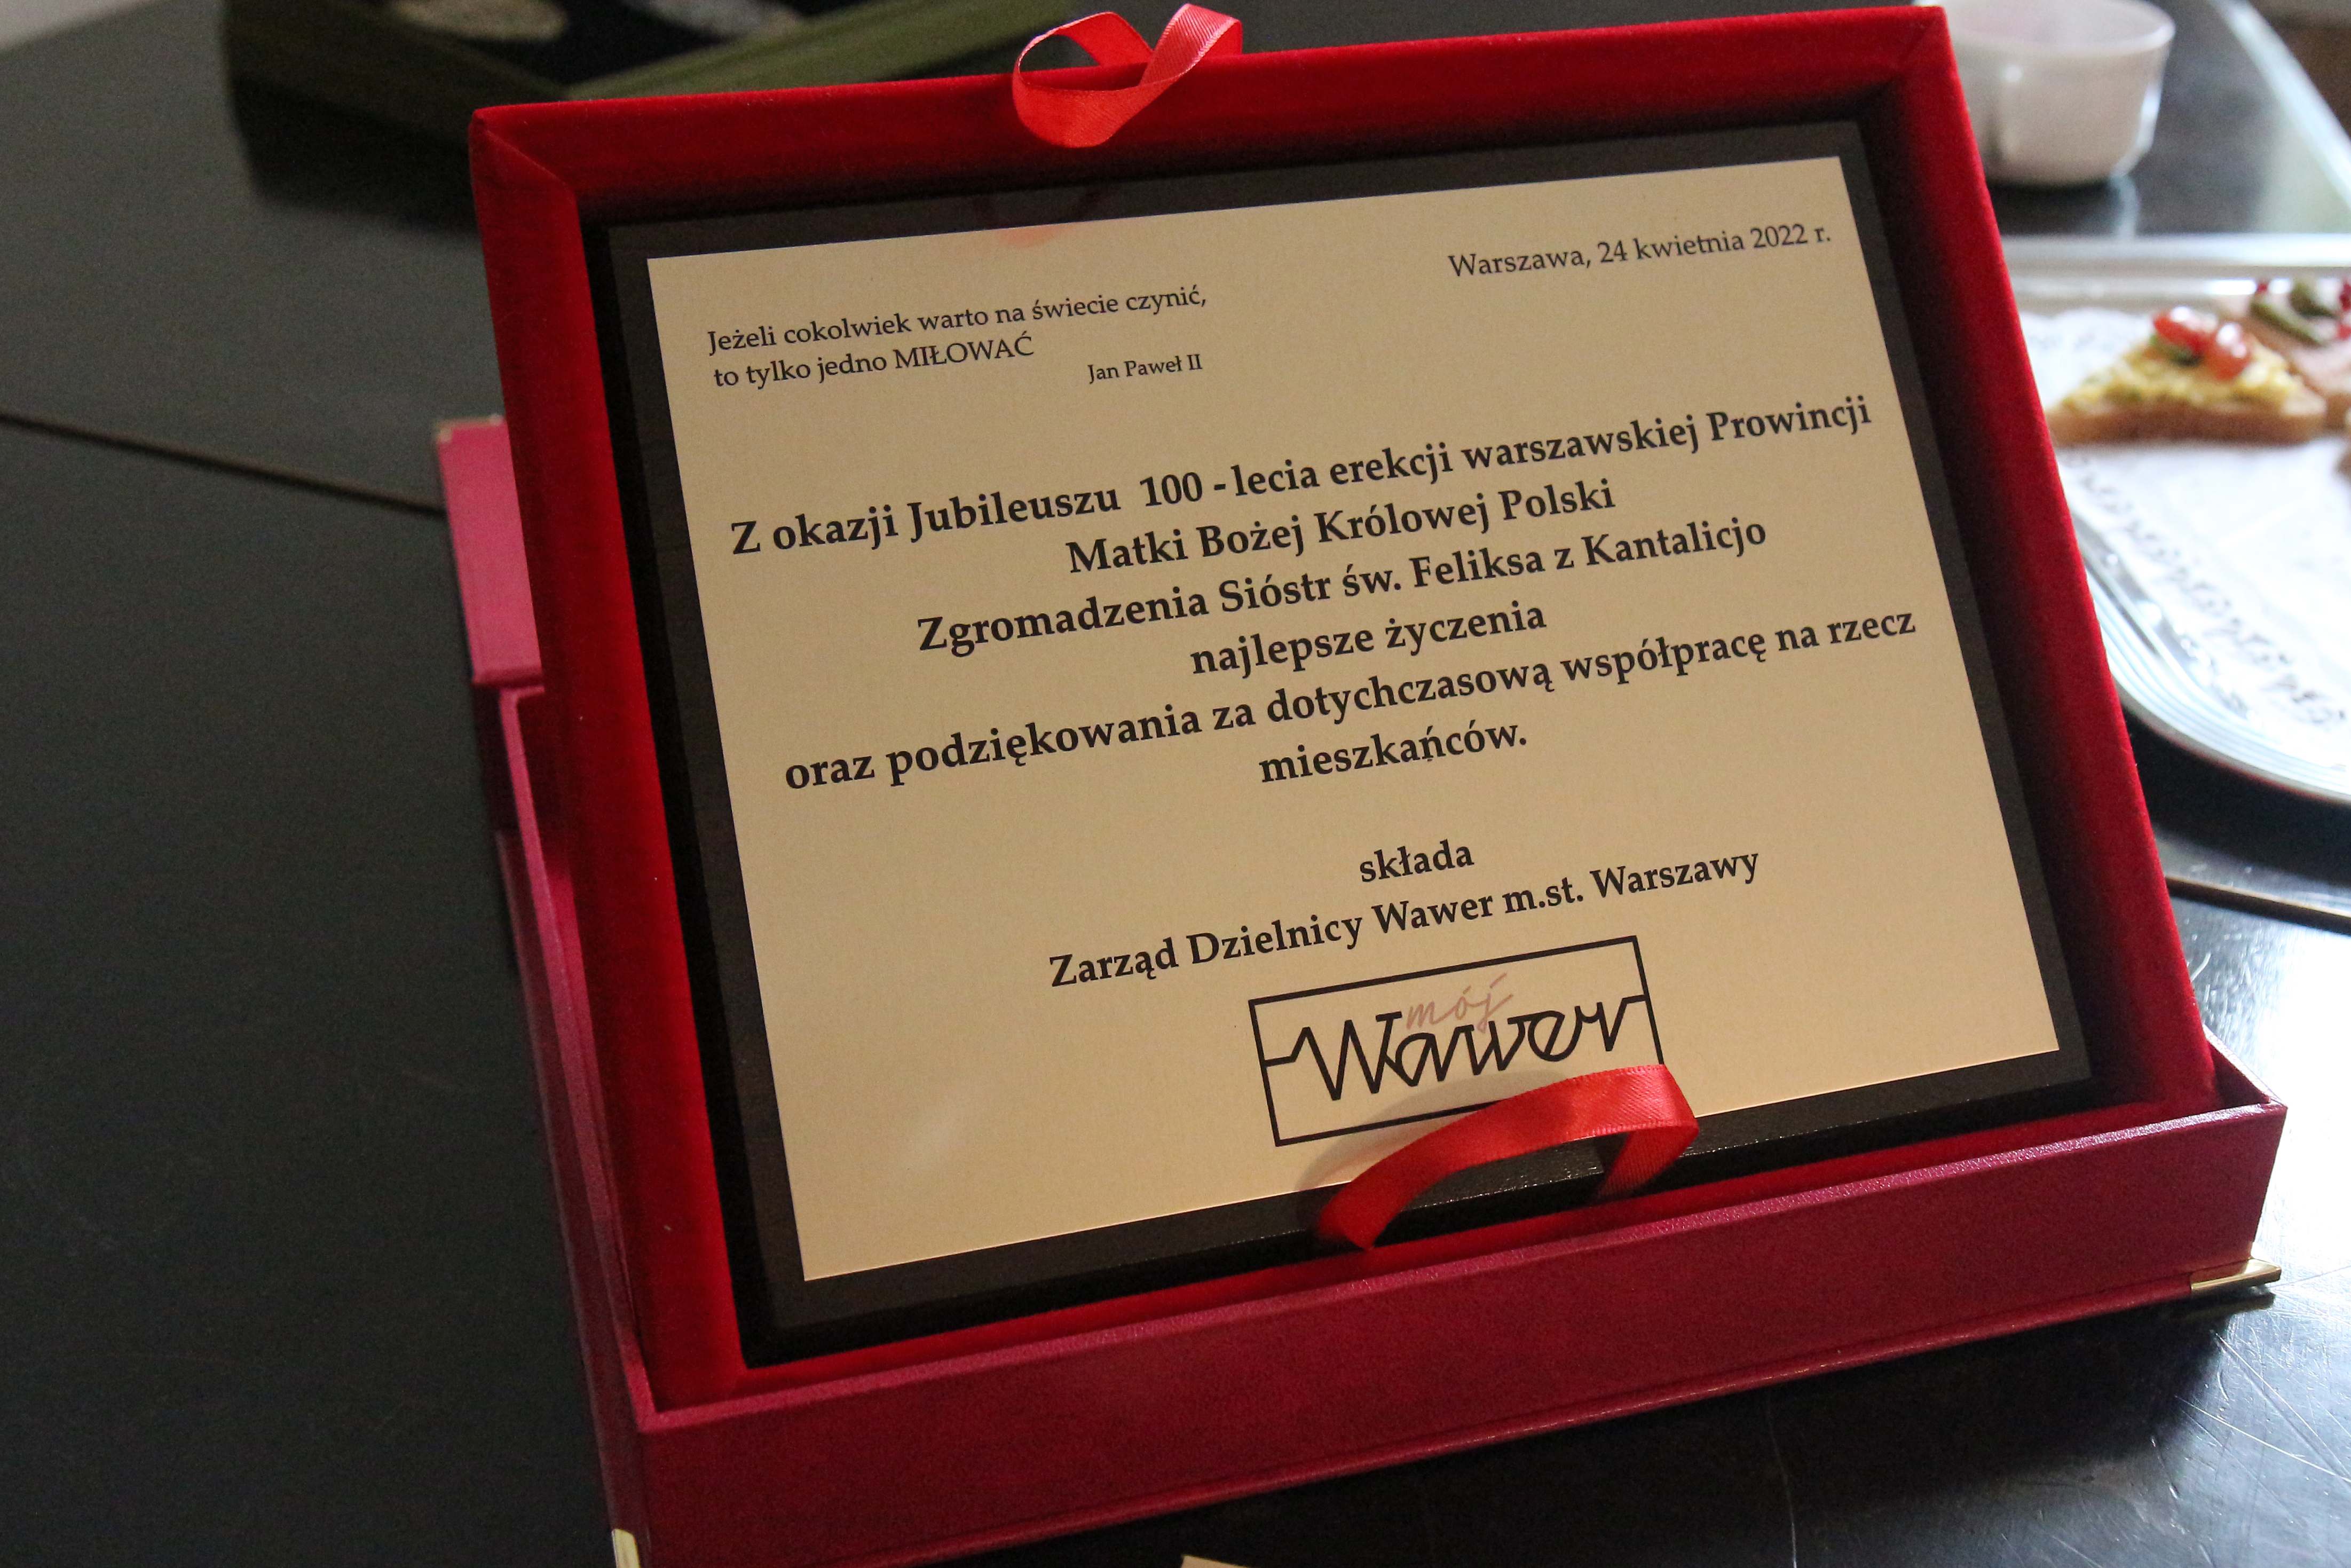 Warszawa, 24 kwietnia 2022 r.
Jeżeli cokolwiek warto na świecie czynić,
to tylko jedno MIŁOWAĆ
Jan Paweł II
Z okazji Jubileuszu 100 - lecia erekcji warszawskiej Prowincji
Matki Bożej Królowej Polski
Zgromadzenia Sióstr św. Feliksa z Kantalicjo
najlepsze życzenia
oraz podziękowania za dotychczasową współpracę na rzecz
mieszkańców.
składa
Zarząd Dzielnicy Wawer m.st. Warszawy
mój
Wawer